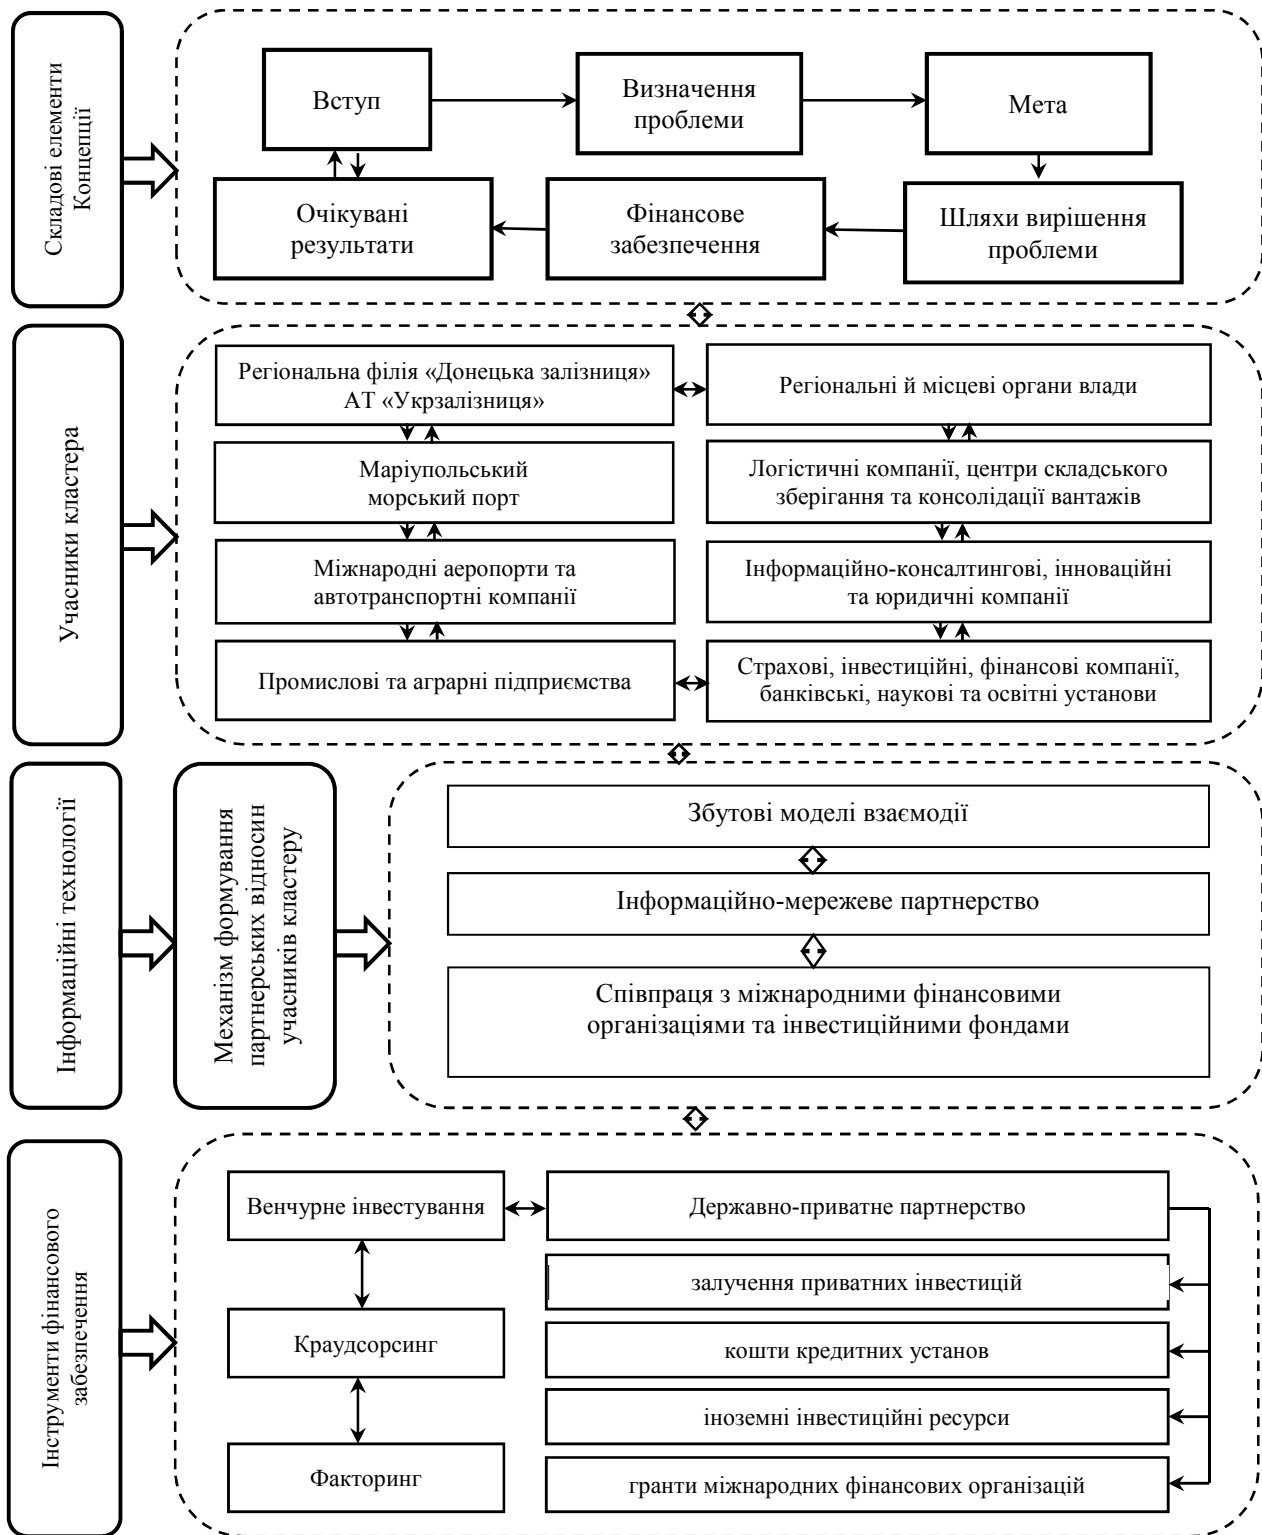 Складові елементи
Концепції
Вступ
Визначення
проблеми
Мета
Очікувані
результати
Фінансове
забезпечення
Шляхи вирішення
проблеми
Учасники кластера
Регіональна філія «Донецька залізниця»
АТ «Укрзалізниця»
Регіональні й місцеві органи влади
Маріупольський
морський порт
Логістичні компанії, центри складського
зберігання та консолідації вантажів
Міжнародні аеропорти та
автотранспортні компанії
Інформаційно-консалтингові, інноваційні
та юридичні компанії
Промислові та аграрні підприємства
Страхові, інвестиційні, фінансові компанії,
банківські, наукові та освітні установи
Інформаційні технології
Механізм формування
партнерських відносин
учасників кластеру
Збутові моделі взаємодії
Інформаційно-мережеве партнерство
Співпраця з міжнародними фінансовими
організаціями та інвестиційними фондами
Інструменти фінансового
забезпечення
Венчурне інвестування
Державно-приватне партнерство
залучення приватних інвестицій
Краудсорсинг
кошти кредитних установ
іноземні інвестиційні ресурси
Факторинг
гранти міжнародних фінансових організацій